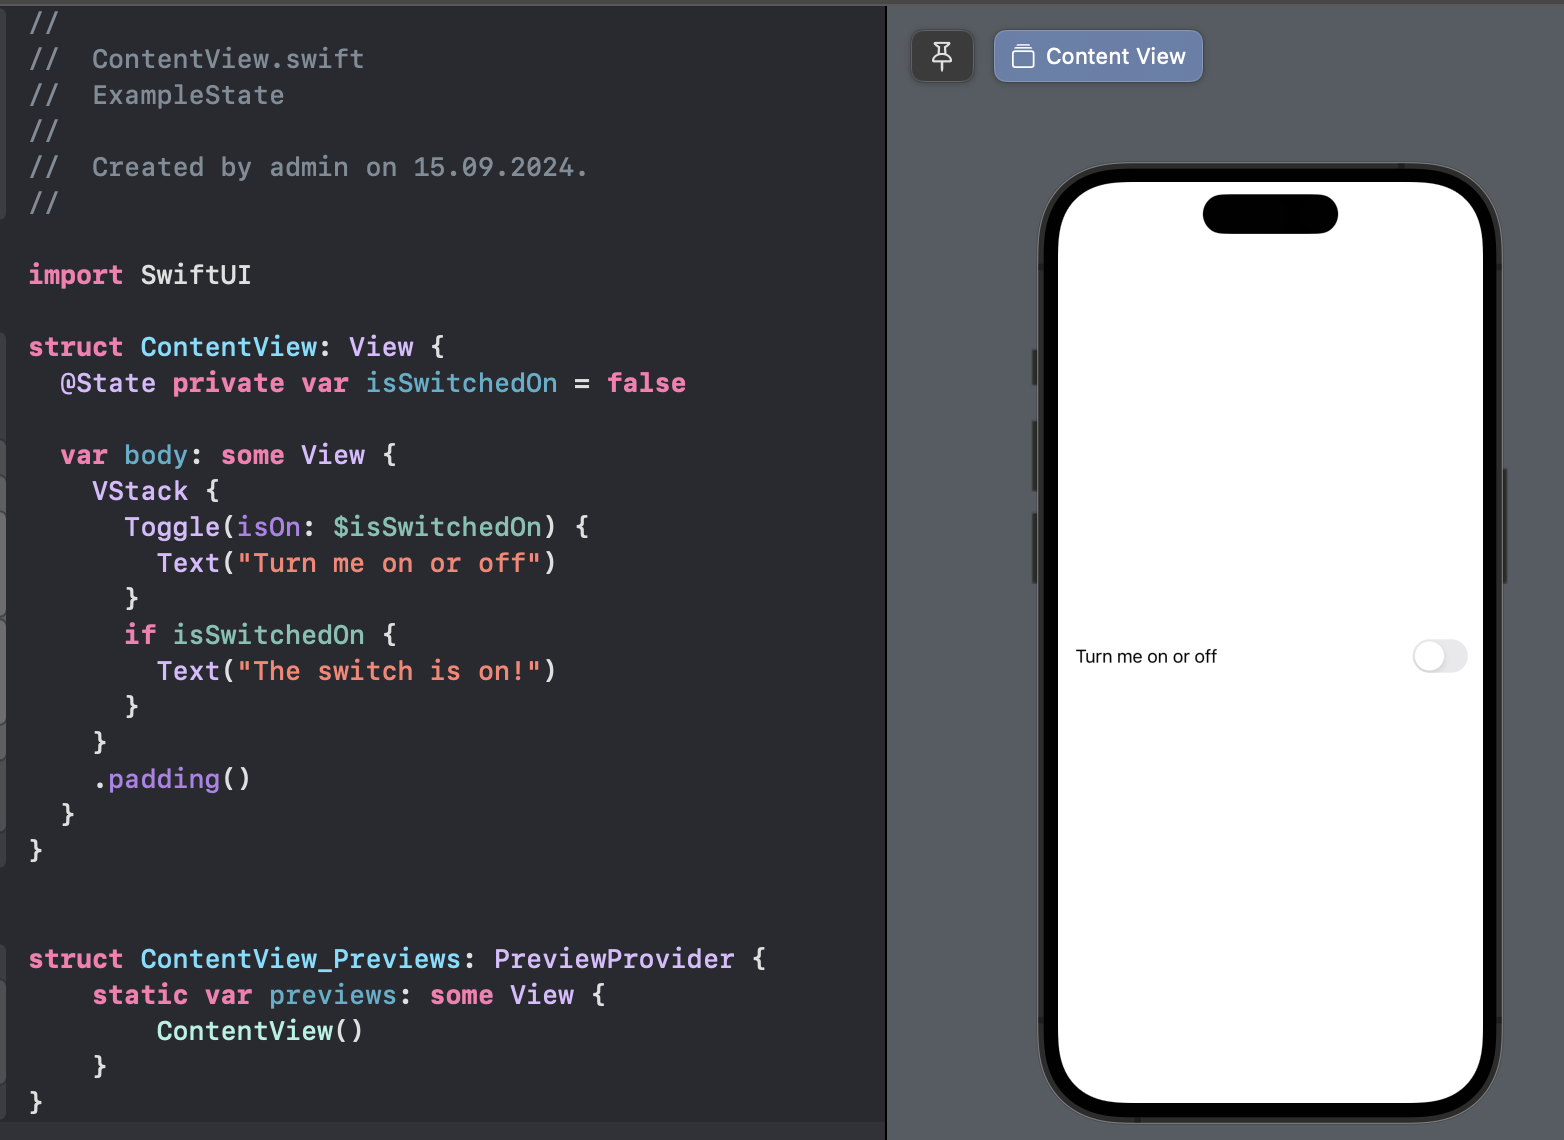 //
//  ContentView.swift
//  ExampleState
//
//  Created by admin on 15.09.2024.
//
import SwiftUI
struct ContentView: View {
  @State private var isSwitchedOn = false
  var body: some View {
    VStack {
      Toggle(isOn: $isSwitchedOn) {
        Text("Turn me on or off")
      }
      if isSwitchedOn {
        Text("The switch is on!")
      }
    }
    .padding()
  }
}
struct ContentView_Previews: PreviewProvider {
    static var previews: some View {
        ContentView()
    }
}
Content View
Turn me on or off